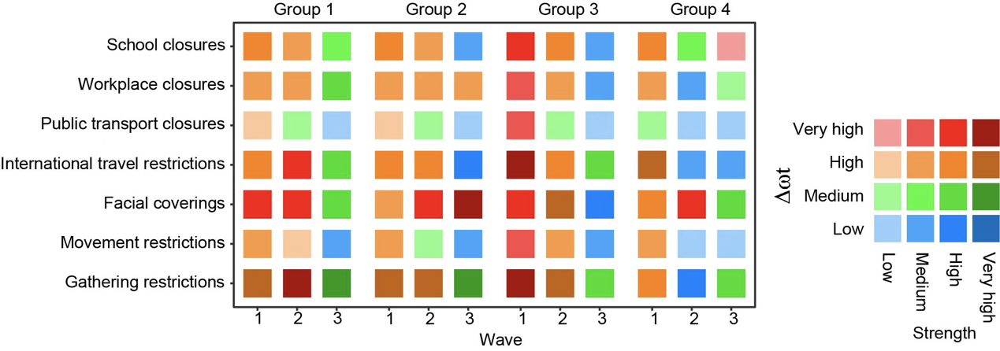 Group 1 Group 2 Group 3 Group 4
School closures
Workplace closures
Public transport closures
International travel restrictions
Facial coverings
Movement restrictions
Gathering restrictions
1 2 3 1 2 3 1 2 3 1 2 3
Wave
Δωt
Very high
High
Medium
Low
Low Medium High Very high
Strength